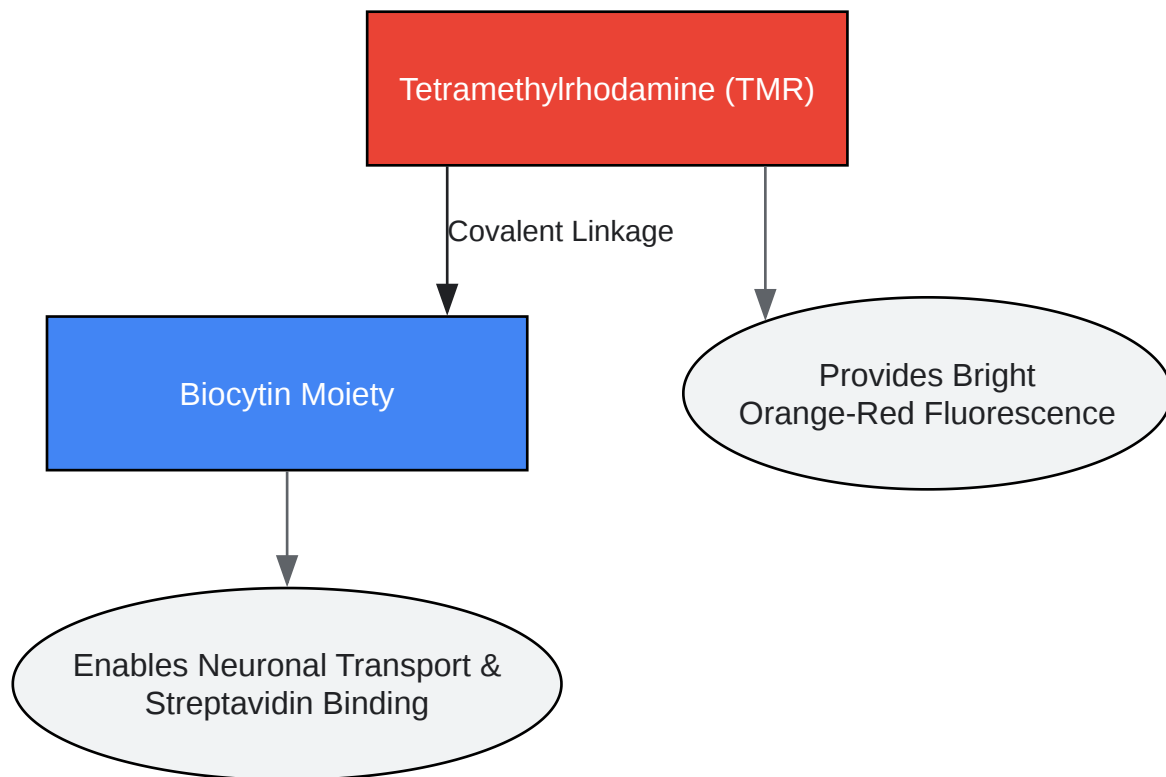 Tetramethylrhodamine (TMR)
Covalent Linkage
Biocytin Moiety
Provides Bright
Orange-Red Fluorescence
Enables Neuronal Transport &
Streptavidin Binding